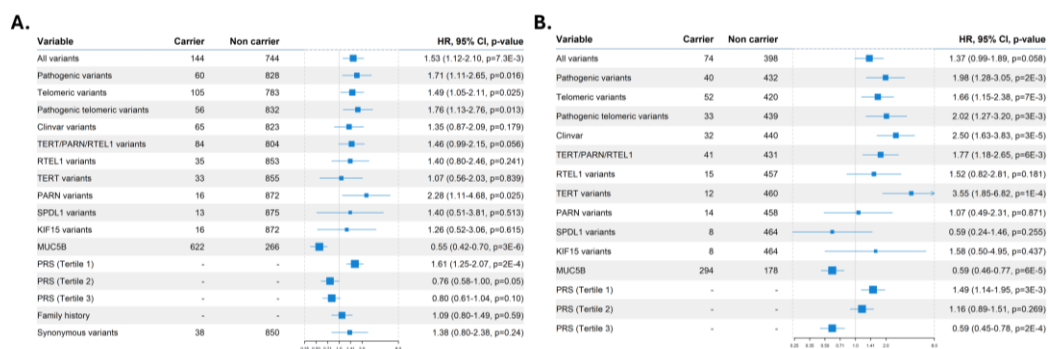 A.
Variable Carrier Non carrier HR, 95% CI, p-value
All variants 144 744 1.53 (1.12-2.10, p=7.3E-3)
Pathogenic variants 60 828 1.71 (1.11-2.65, p=0.016)
Telomeric variants 105 783 1.49 (1.05-2.11, p=0.025)
Pathogenic telomeric variants 56 832 1.76 (1.13-2.76, p=0.013)
Clinvar variants 65 823 1.35 (0.87-2.09, p=0.179)
TERT/PARN/RTEL1 variants 84 804 1.46 (0.99-2.15, p=0.056)
RTEL1 variants 35 853 1.40 (0.80-2.46, p=0.241)
TERT variants 33 855 1.07 (0.56-2.03, p=0.839)
PARN variants 16 872 2.28 (1.11-4.68, p=0.025)
SPDL1 variants 13 875 1.40 (0.51-3.81, p=0.513)
KIF15 variants 16 872 1.26 (0.52-3.06, p=0.615)
MUC5B 622 266 0.55 (0.42-0.70, p=3E-6)
PRS (Tertile 1) - - 1.61 (1.25-2.07, p=2E-4)
PRS (Tertile 2) - - 0.76 (0.58-1.00, p=0.05)
PRS (Tertile 3) - - 0.80 (0.61-1.04, p=0.10)
Family history - - 1.09 (0.80-1.49, p=0.59)
Synonymous variants 38 850 1.38 (0.80-2.38, p=0.24)
B.
Variable Carrier Non carrier HR, 95% CI, p-value
All variants 74 398 1.37 (0.99-1.89, p=0.058)
Pathogenic variants 40 432 1.98 (1.28-3.05, p=2E-3)
Telomeric variants 52 420 1.66 (1.15-2.38, p=7E-3)
Pathogenic telomeric variants 33 439 2.02 (1.27-3.20, p=3E-3)
Clinvar 32 440 2.50 (1.63-3.83, p=3E-5)
TERT/PARN/RTEL1 41 431 1.77 (1.18-2.65, p=6E-3)
RTEL1 variants 15 457 1.52 (0.82-2.81, p=0.181)
TERT variants 12 460 3.55 (1.85-6.82, p=1E-4)
PARN variants 14 458 1.07 (0.49-2.31, p=0.871)
SPDL1 variants 8 464 0.59 (0.24-1.46, p=0.255)
KIF15 variants 8 464 1.58 (0.50-4.95, p=0.437)
MUC5B 294 178 0.59 (0.46-0.77, p=6E-5)
PRS (Tertile 1) - - 1.49 (1.14-1.95, p=3E-3)
PRS (Tertile 2) - - 1.16 (0.89-1.51, p=0.269)
PRS (Tertile 3) - - 0.59 (0.45-0.78, p=2E-4)